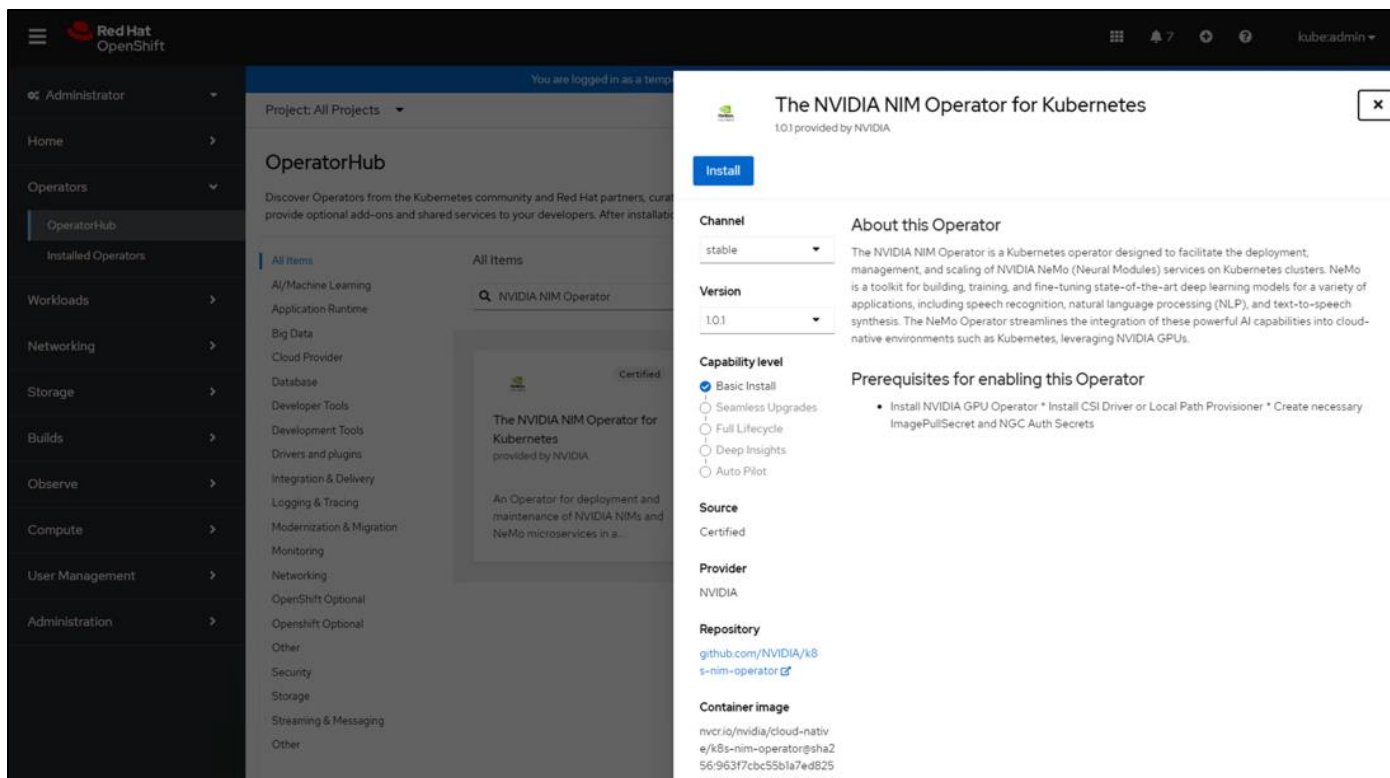 Red Hat
OpenShift
7
kube:admin
Administrator
Home
Operators
OperatorHub
Installed Operators
Workloads
Networking
Storage
Builds
Observe
Compute
User Management
Administration
You are logged in as a temp
Project: All Projects
OperatorHub
Discover Operators from the Kubernetes community and Red Hat partners, curat
provide optional add-ons and shared services to your developers. After installatio
All Items
AI/Machine Learning
Application Runtime
Big Data
Cloud Provider
Database
Developer Tools
Development Tools
Drivers and plugins
Integration & Delivery
Logging & Tracing
Modernization & Migration
Monitoring
Networking
OpenShift Optional
Openshift Optional
Other
Security
Storage
Streaming & Messaging
Other
All Items
NVIDIA NIM Operator
Certified
The NVIDIA NIM Operator for
Kubernetes
provided by NVIDIA
An Operator for deployment and
maintenance of NVIDIA NIMs and
NeMo microservices in a...
The NVIDIA NIM Operator for Kubernetes
1.0.1 provided by NVIDIA
Install
Channel
stable
Version
1.0.1
Capability level
Basic Install
Seamless Upgrades
Full Lifecycle
Deep Insights
Auto Pilot
Source
Certified
Provider
NVIDIA
Repository
github.com/NVIDIA/k8
s-nim-operator
Container image
nvcr.io/nvidia/cloud-nativ
e/k8s-nim-operator@sha2
56:963f7cbc55b1a7ed825
About this Operator
The NVIDIA NIM Operator is a Kubernetes operator designed to facilitate the deployment,
management, and scaling of NVIDIA NeMo (Neural Modules) services on Kubernetes clusters. NeMo
is a toolkit for building, training, and fine-tuning state-of-the-art deep learning models for a variety of
applications, including speech recognition, natural language processing (NLP), and text-to-speech
synthesis. The NeMo Operator streamlines the integration of these powerful AI capabilities into cloud-
native environments such as Kubernetes, leveraging NVIDIA GPUs.
Prerequisites for enabling this Operator
• Install NVIDIA GPU Operator * Install CSI Driver or Local Path Provisioner * Create necessary
ImagePullSecret and NGC Auth Secrets